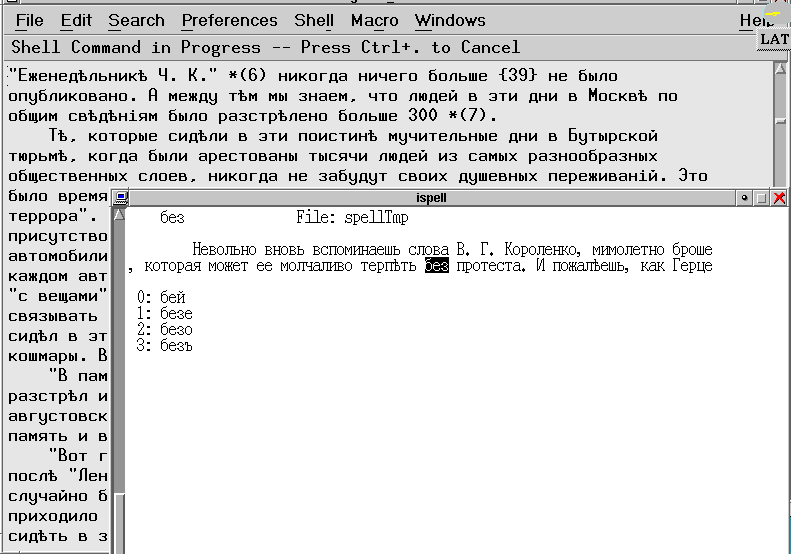 File Edit Search Preferences Shell Macro Windows Help
LAT
Shell Command in Progress -- Press Ctrl+. to Cancel
"Еженедѣльникѣ Ч. К." *(6) никогда ничего больше {39} не было
опубликовано. А между тѣм мы знаем, что людей в эти дни в Москвѣ по
общим свѣдѣніям было разстрѣлено больше 300 *(7).
Тѣ, которые сидѣли в эти поистинѣ мучительные дни в Бутырской
тюрьмѣ, когда были арестованы тысячи людей из самых разнообразных
общественных слоев, никогда не забудут своих душевных переживаній. Это
было время
террора".
присутство
автомобили
каждом авт
"с вещами"
связывать
сидѣл в эт
кошмары. В
"В пам
разстрѣл и
августовск
память и в
"Вот г
послѣ "Лен
случайно б
приходило
сидѣть в з
ispell
без File: spellTmp
Невольно вновь вспоминаешь слова В. Г. Короленко, мимолетно броше
, которая может ее молчаливо терпѣть без протеста. И пожалѣешь, как Герце
0: бей
1: безе
2: безо
3: безъ